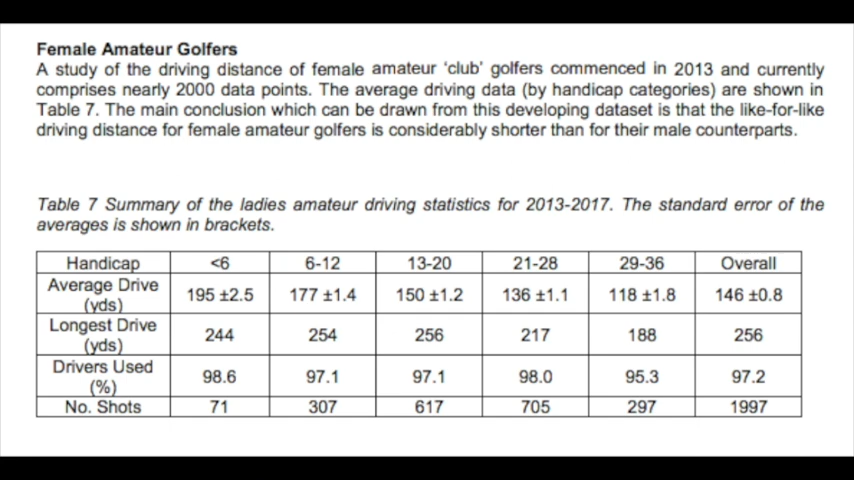 Female Amateur Golfers
A study of the driving distance of female amateur ‘club’ golfers commenced in 2013 and currently
comprises nearly 2000 data points. The average driving data (by handicap categories) are shown in
Table 7. The main conclusion which can be drawn from this developing dataset is that the like-for-like
driving distance for female amateur golfers is considerably shorter than for their male counterparts.
Table 7 Summary of the ladies amateur driving statistics for 2013-2017. The standard error of the
averages is shown in brackets.
Handicap <6 6-12 13-20 21-28 29-36 Overall
Average Drive
(yds) 195 ±2.5 177 ±1.4 150 ±1.2 136 ±1.1 118 ±1.8 146 ±0.8
Longest Drive
(yds) 244 254 256 217 188 256
Drivers Used
(%) 98.6 97.1 97.1 98.0 95.3 97.2
No. Shots 71 307 617 705 297 1997